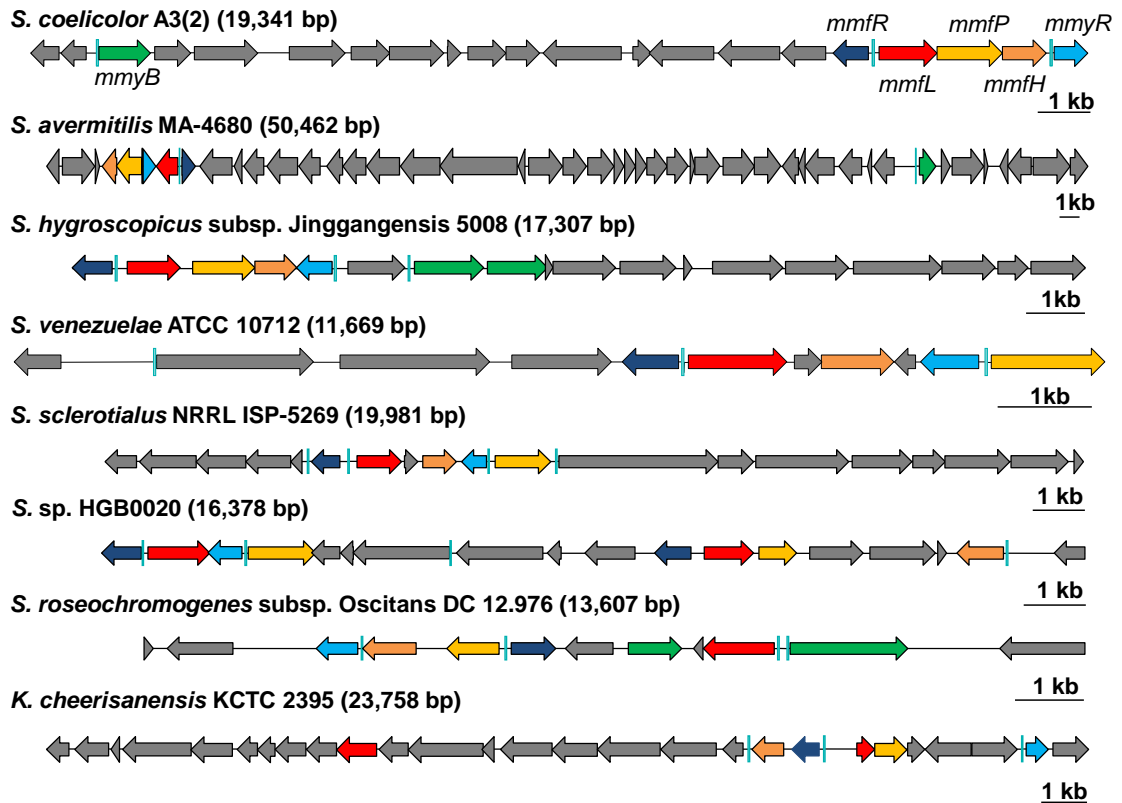 S. coelicolor A3(2) (19,341 bp)
mmfR mmfP mmyR
mmyB mmfL mmfH
1 kb
S. avermitilis MA-4680 (50,462 bp)
1kb
S. hygroscopicus subsp. Jinggangensis 5008 (17,307 bp)
1kb
S. venezuelae ATCC 10712 (11,669 bp)
1kb
S. sclerotialus NRRL ISP-5269 (19,981 bp)
1 kb
S. sp. HGB0020 (16,378 bp)
1 kb
S. roseochromogenes subsp. Oscitans DC 12.976 (13,607 bp)
1 kb
K. cheerisanensis KCTC 2395 (23,758 bp)
1 kb